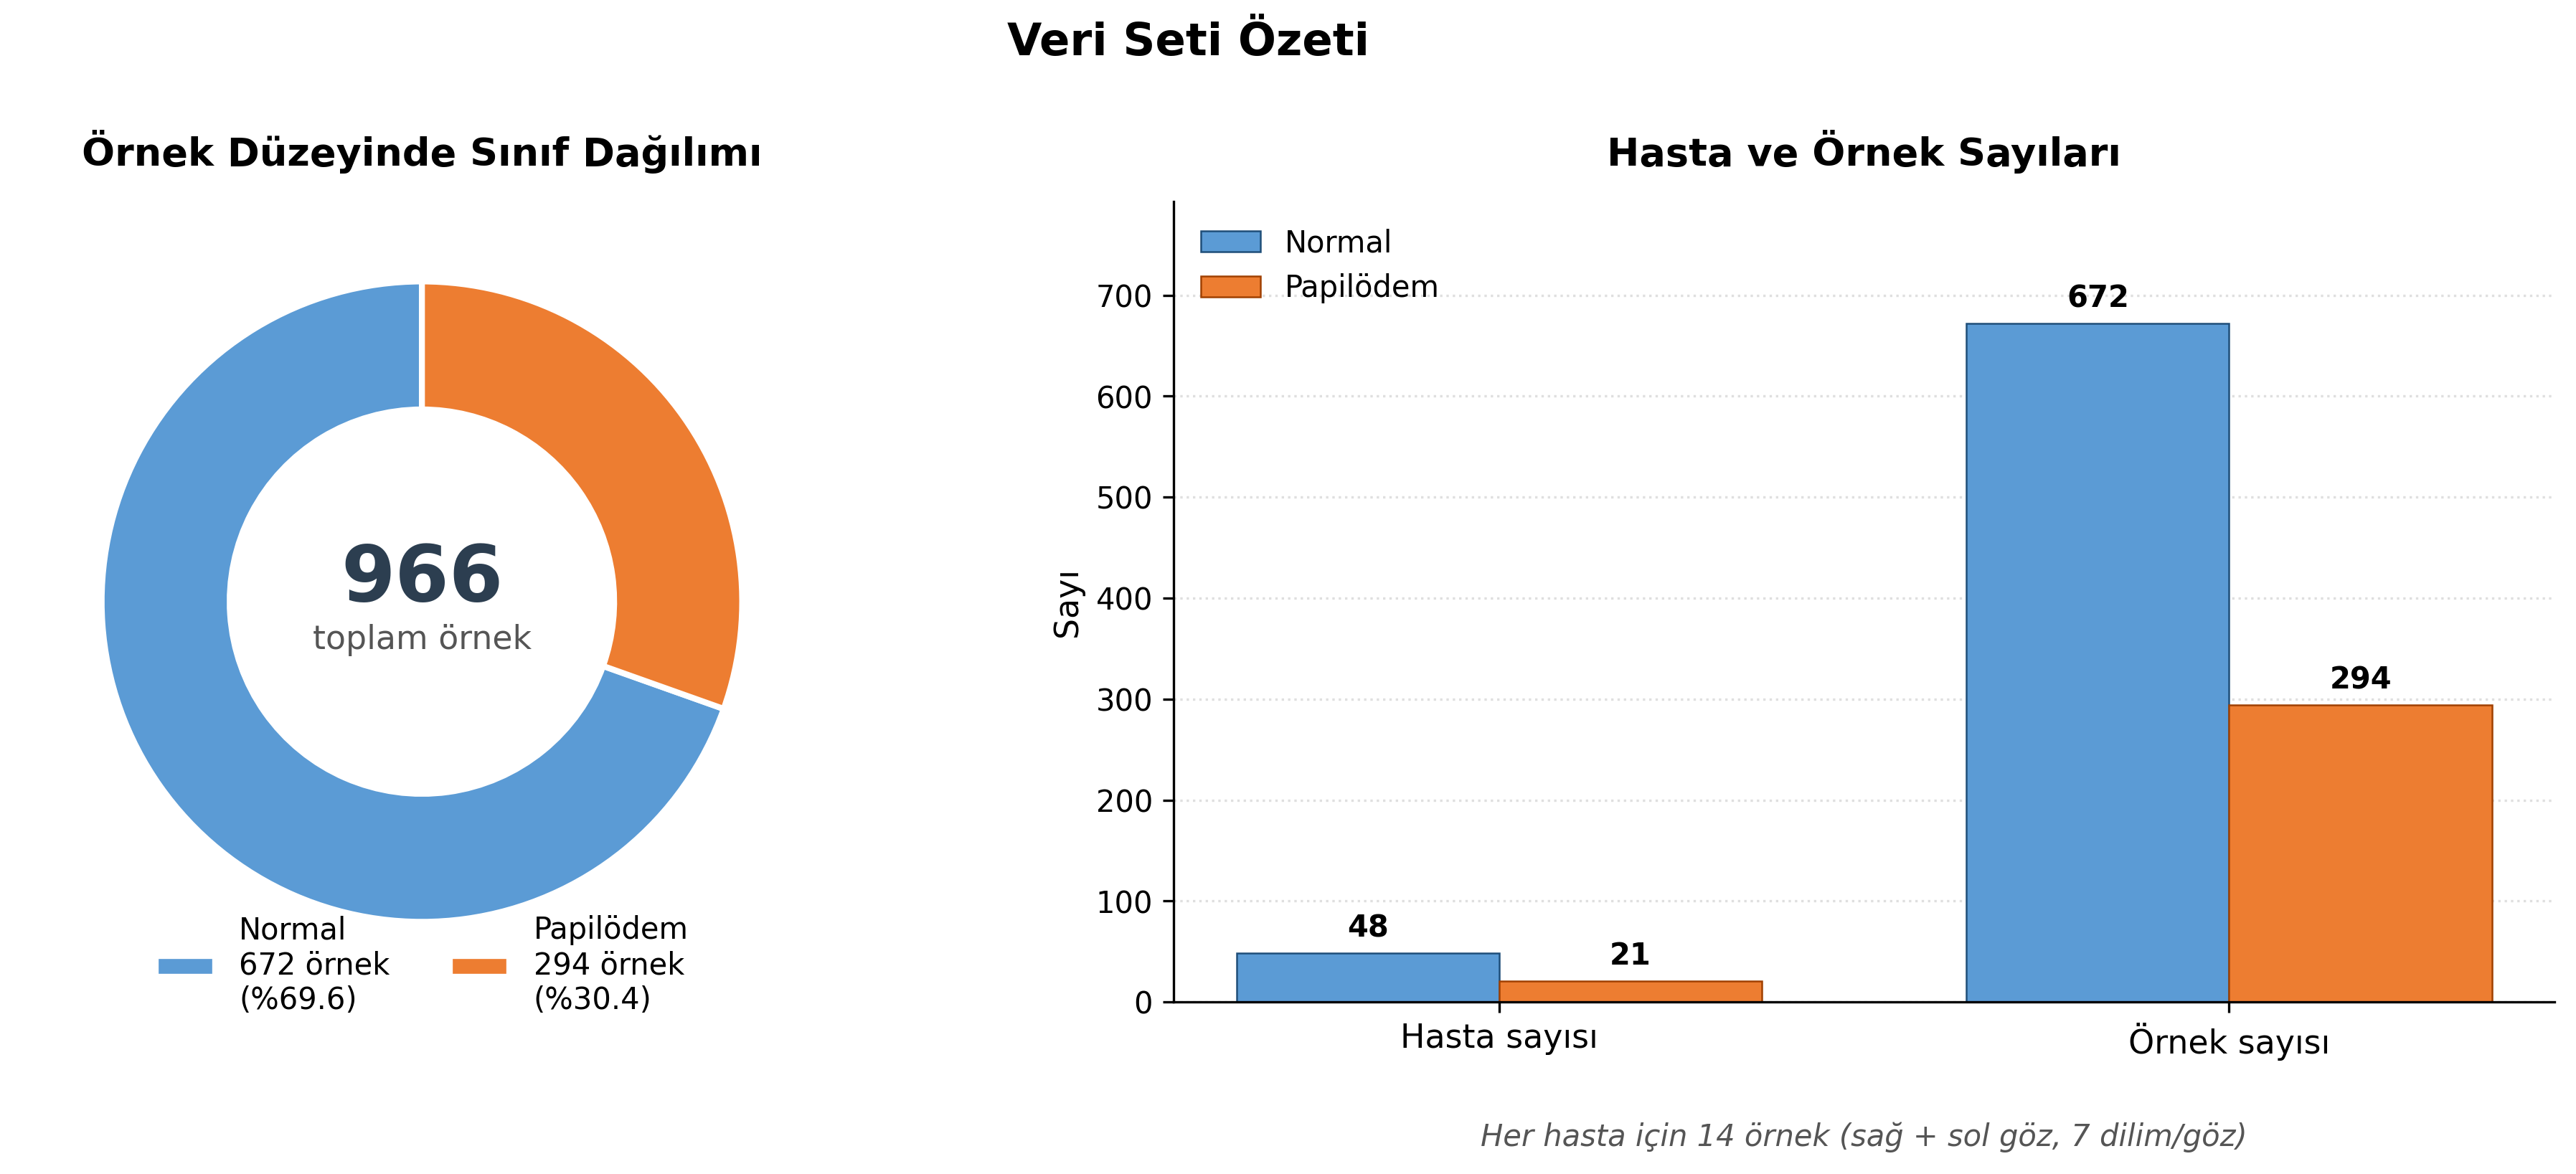 Veri Seti Özeti
Örnek Düzeyinde Sınıf Dağılımı
966
toplam örnek
Normal
672 örnek
(%69.6)
Papilödem
294 örnek
(%30.4)
Hasta ve Örnek Sayıları
Normal
Papilödem
Sayı
700
600
500
400
300
200
100
0
48
21
672
294
Hasta sayısı
Örnek sayısı
Her hasta için 14 örnek (sağ + sol göz, 7 dilim/göz)